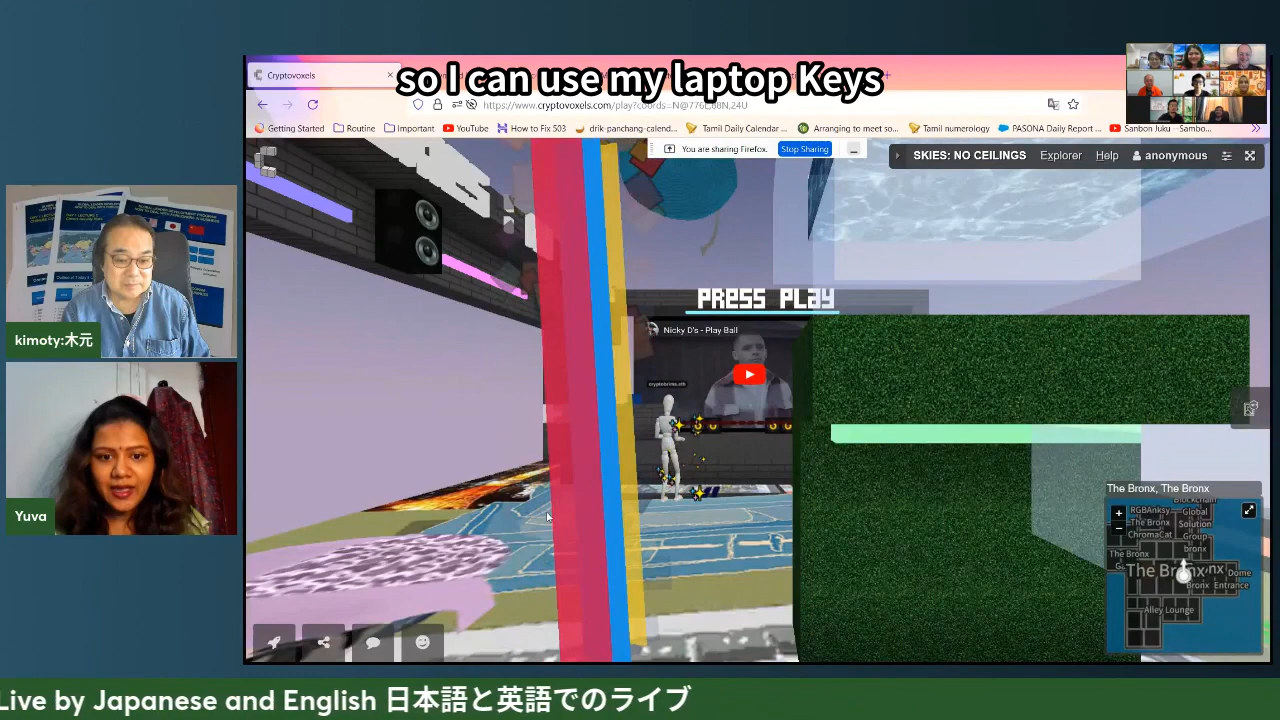 so I can use my laptop Keys
Cryptovoxels
https://www.cryptovoxels.com/play?coords=N@776E,68N,24U
Getting Started
Routine
Important
YouTube
How to Fix 503
drik-panchang-calend...
Tamil Daily Calendar ...
Arranging to meet so...
Tamil numerology
PASONA Daily Report ...
Sanbon Juku --Sambo...
You are sharing Firefox.
Stop Sharing
SKIES: NO CEILINGS
Explorer
Help
anonymous
PRESS PLAY
Nicky D's - Play Ball
kimoty:木元
Yuva
The Bronx, The Bronx
Blockchain
RGBAnksy
Global
The Bronx
Solution
ChromaCat
Group
bronx
The Bronx
The Bronx
Dome
Bronx
Entrance
Alley Lounge
Live by Japanese and English 日本語と英語でのライブ